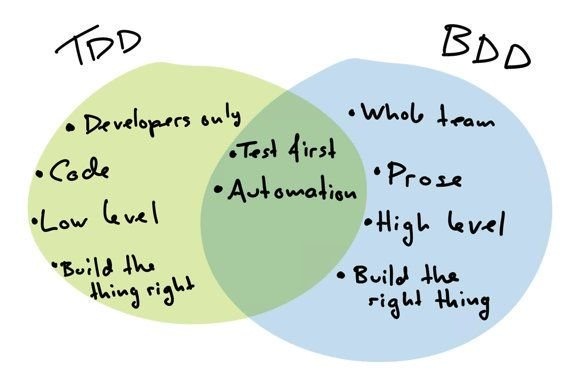 TDD
BDD
• Developers only
• Code
• Low level
• Build the
thing right
• Test first
• Automation
• Whole team
• Prose
• High level
• Build the
right thing